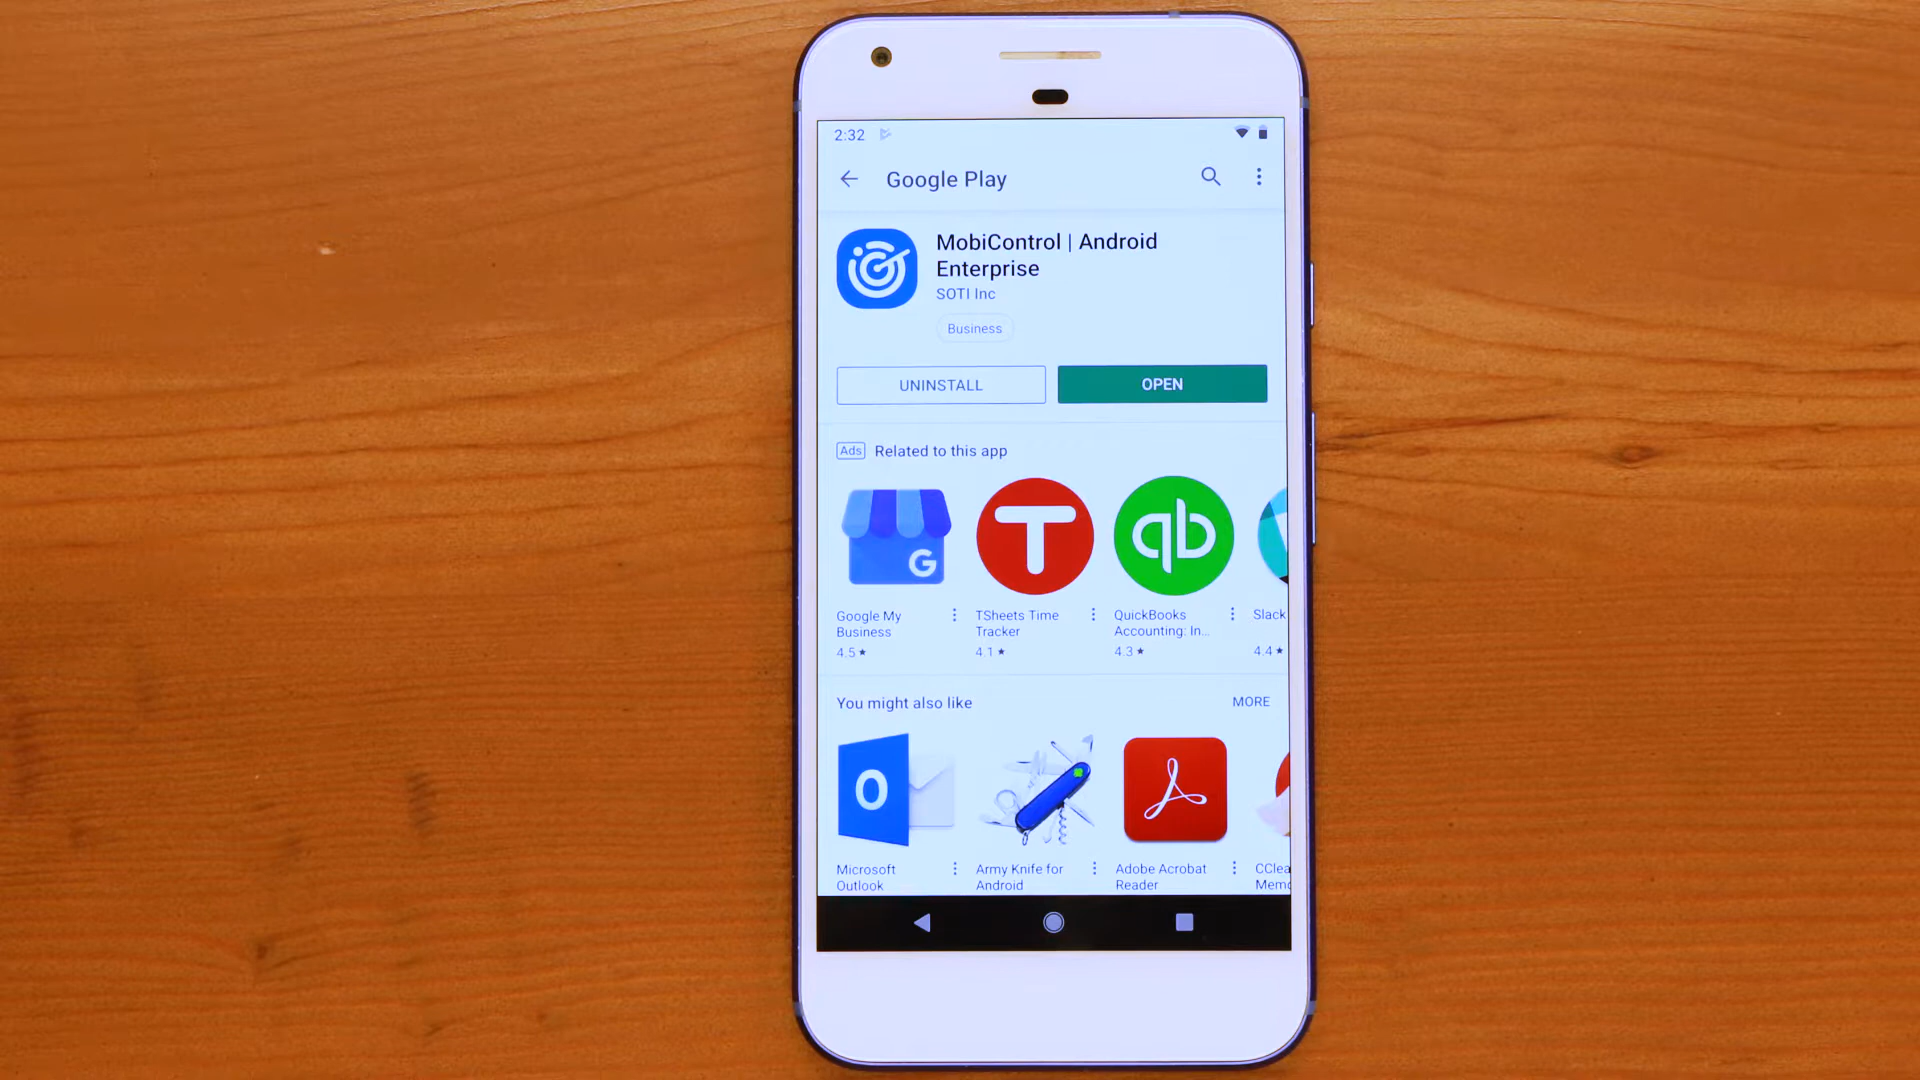 2:32
Google Play
MobiControl | Android
Enterprise
SOTI Inc
Business
UNINSTALL
OPEN
Ads Related to this app
G
T
qb
Google My
Business
4.5★
TSheets Time
Tracker
4.1★
QuickBooks
Accounting: In...
4.3★
Slack
4.4★
You might also like
MORE
O
Microsoft
Outlook
Army Knife for
Android
Adobe Acrobat
Reader
CClea
Memo